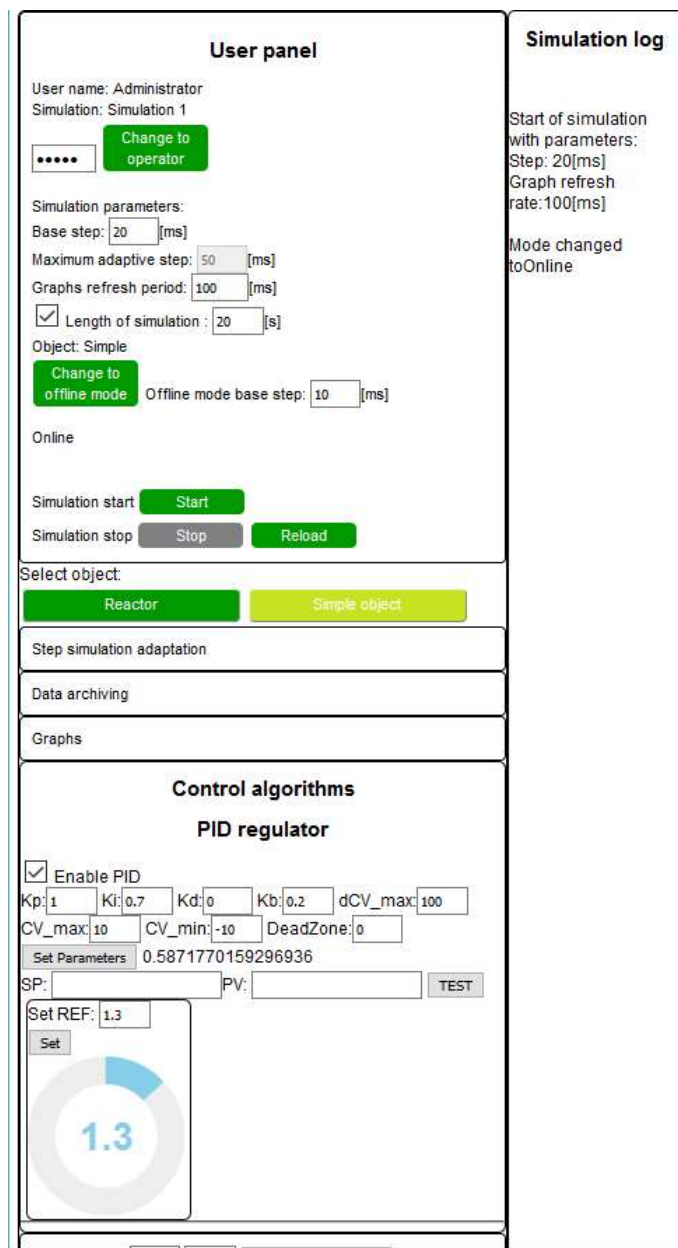 User panel
User name: Administrator
Simulation: Simulation 1
•••••
Change to
operator
Simulation parameters:
Base step: 20 [ms]
Maximum adaptive step: 50 [ms]
Graphs refresh period: 100 [ms]
Length of simulation : 20 [s]
Object: Simple
Change to
offline mode
Offline mode base step: 10 [ms]
Online
Simulation start Start
Simulation stop Stop Reload
Select object:
Reactor Simple object
Step simulation adaptation
Data archiving
Graphs
Control algorithms
PID regulator
Enable PID
Kp: 1 Ki: 0.7 Kd: 0 Kb: 0.2 dCV_max: 100
CV_max: 10 CV_min: -10 DeadZone: 0
Set Parameters 0.5871770159296936
SP: PV: TEST
Set REF: 1.3
Set
1.3
Simulation log
Start of simulation
with parameters:
Step: 20[ms]
Graph refresh
rate:100[ms]
Mode changed
toOnline